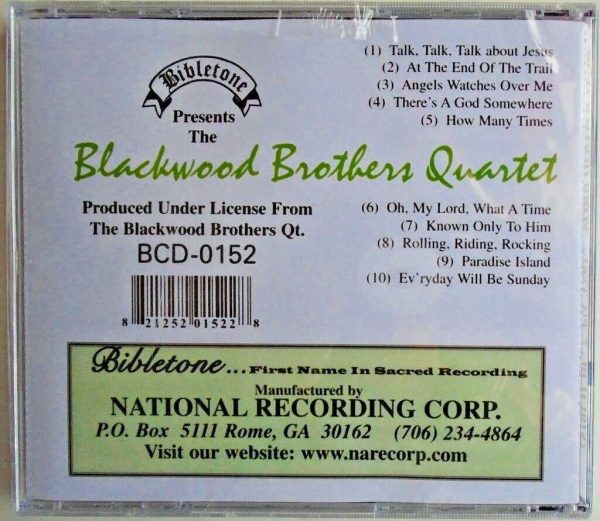 Bibletone
Presents
The
Blackwood Brothers Quartet
(1) Talk, Talk, Talk about Jesus
(2) At The End Of The Trail
(3) Angels Watches Over Me
(4) There's A God Somewhere
(5) How Many Times
Produced Under License From
The Blackwood Brothers Qt.
BCD-0152
8 21252 01522 8
(6) Oh, My Lord, What A Time
(7) Known Only To Him
(8) Rolling, Riding, Rocking
(9) Paradise Island
(10) Ev'ryday Will Be Sunday
Bibletone...First Name In Sacred Recording
Manufactured by
NATIONAL RECORDING CORP.
P.O. Box 5111 Rome, GA 30162 (706) 234-4864
Visit our website: www.narecorp.com